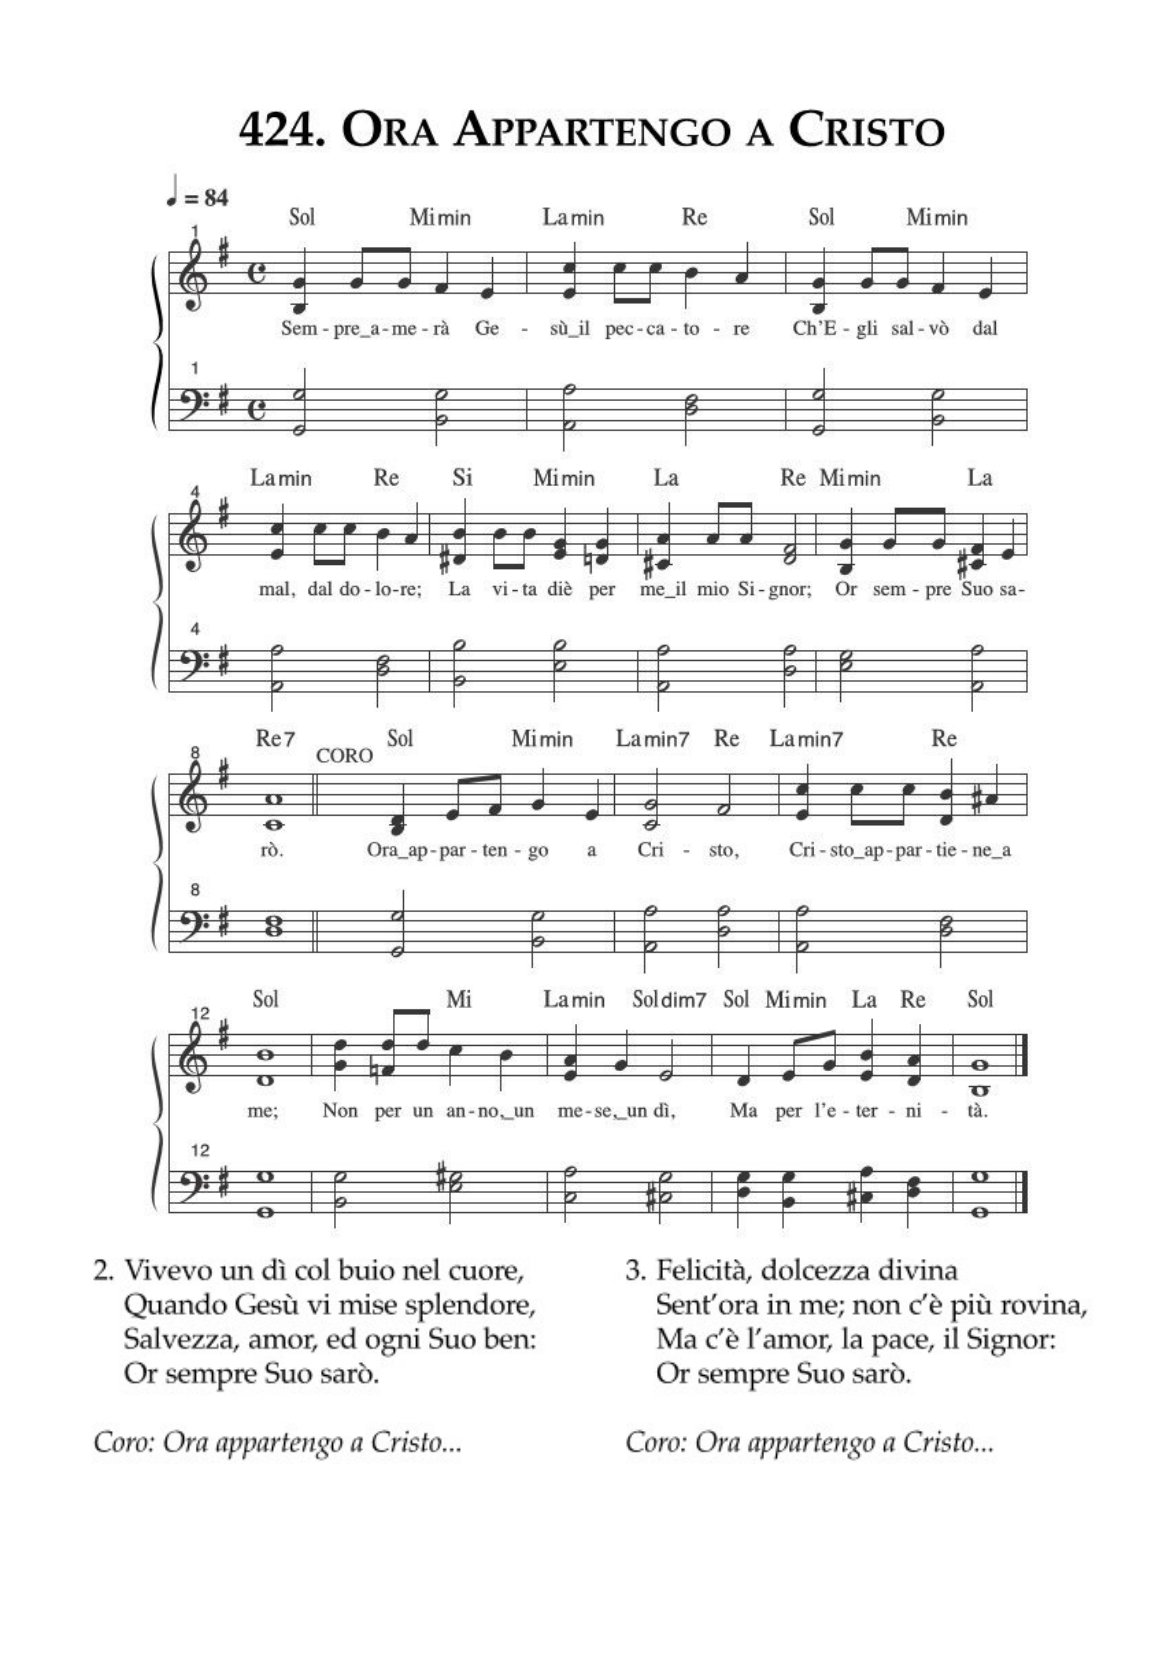 424. Ora Appartengo a Cristo
= 84
Sol Mimin Lamin Re Sol Mimin
1
Sem - pre_a - me - rà Ge - sù_il pec - ca - to - re Ch'E - gli sal - vò dal
1
Lamin Re Si Mimin La Re Mimin La
4
mal, dal do - lo - re; La vi - ta diè per me_il mio Si - gnor; Or sem - pre Suo sa-
4
Re7 Sol Mimin Lamin7 Re Lamin7 Re
8 CORO
rò. Ora_ap - par - ten - go a Cri - sto, Cri - sto_ap - par - tie - ne_a
8
Sol Mi Lamin Soldim7 Sol Mimin La Re Sol
12
me; Non per un an - no,_un me - se,_un dì, Ma per l'e - ter - ni - tà.
12
2. Vivevo un dì col buio nel cuore,
Quando Gesù vi mise splendore,
Salvezza, amor, ed ogni Suo ben:
Or sempre Suo sarò.
Coro: Ora appartengo a Cristo...
3. Felicità, dolcezza divina
Sent'ora in me; non c'è più rovina,
Ma c'è l'amor, la pace, il Signor:
Or sempre Suo sarò.
Coro: Ora appartengo a Cristo...